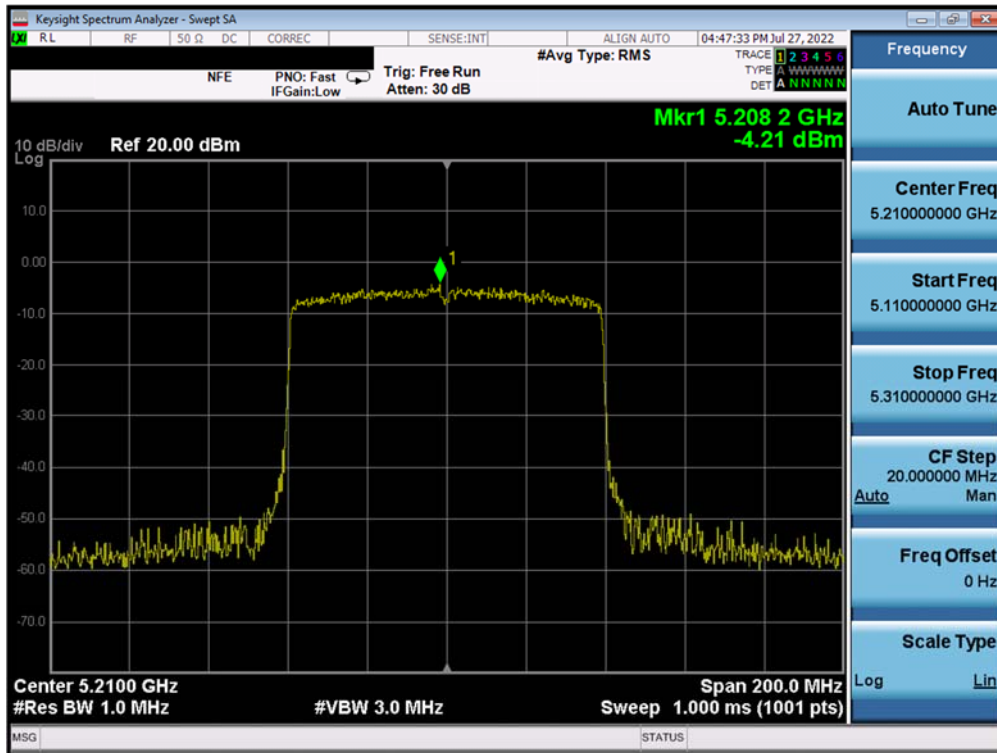 Keysight Spectrum Analyzer - Swept SA
LXI RL RF 50 Ω DC CORREC SENSE:INT ALIGN AUTO 04:47:33 PM Jul 27, 2022
#Avg Type: RMS
TRACE 1 2 3 4 5 6
TYPE A WWWWW
DET A N N N N N
NFE
PNO: Fast
IFGain:Low
Trig: Free Run
Atten: 30 dB
Mkr1 5.208 2 GHz
-4.21 dBm
10 dB/div
Log
Ref 20.00 dBm
10.0
0.00
-10.0
-20.0
-30.0
-40.0
-50.0
-60.0
-70.0
1
Center 5.2100 GHz
Span 200.0 MHz
#Res BW 1.0 MHz
#VBW 3.0 MHz
Sweep 1.000 ms (1001 pts)
MSG
STATUS
Frequency
Auto Tune
Center Freq
5.210000000 GHz
Start Freq
5.110000000 GHz
Stop Freq
5.310000000 GHz
CF Step
20.000000 MHz
Auto Man
Freq Offset
0 Hz
Scale Type
Log Lin